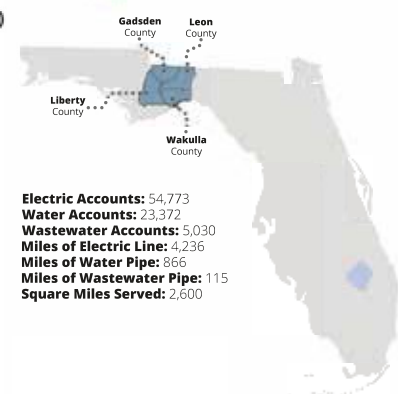 Gadsden
County
Leon
County
Liberty
County
Wakulla
County
Electric Accounts: 54,773
Water Accounts: 23,372
Wastewater Accounts: 5,030
Miles of Electric Line: 4,236
Miles of Water Pipe: 866
Miles of Wastewater Pipe: 115
Square Miles Served: 2,600